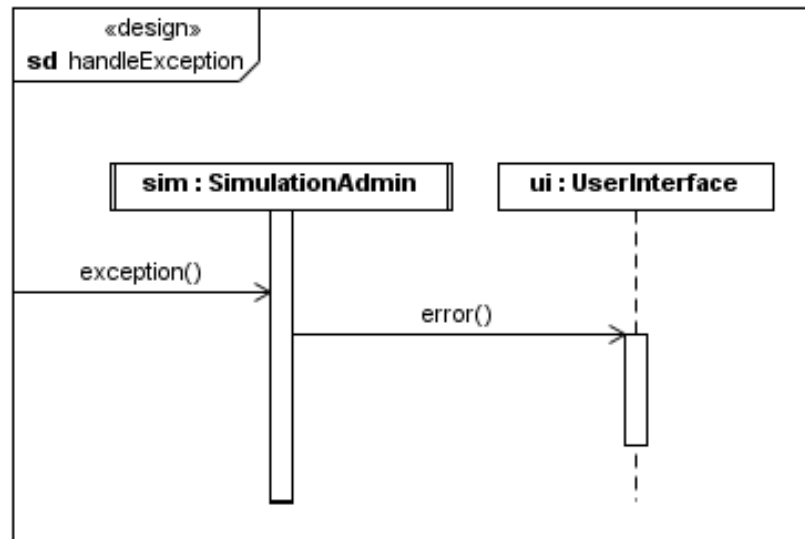 «design»
sd handleException
sim : SimulationAdmin
ui : UserInterface
exception()
error()